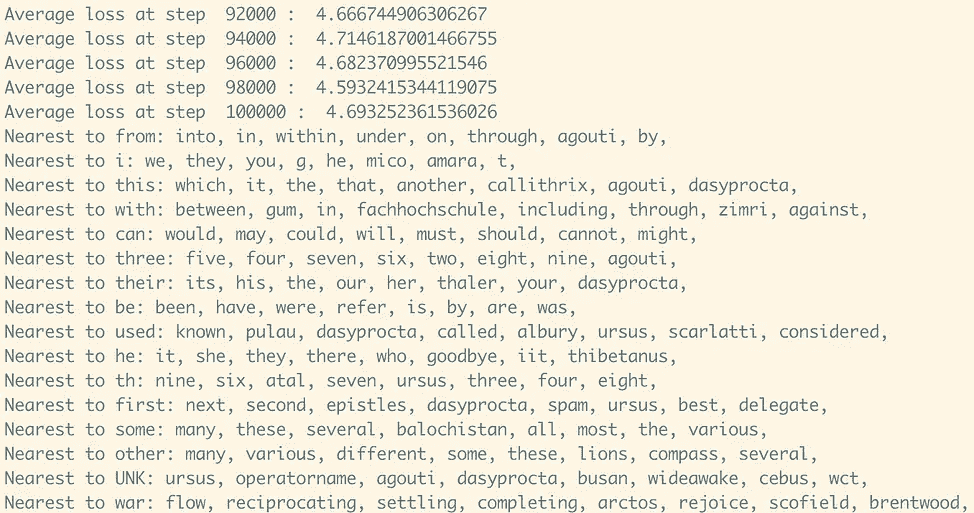 Average loss at step  92000 :  4.666744906306267
Average loss at step  94000 :  4.7146187001466755
Average loss at step  96000 :  4.682370995521546
Average loss at step  98000 :  4.5932415344119075
Average loss at step  100000 :  4.693252361536026
Nearest to from: into, in, within, under, on, through, agouti, by,
Nearest to i: we, they, you, g, he, mico, amara, t,
Nearest to this: which, it, the, that, another, callithrix, agouti, dasyprocta,
Nearest to with: between, gum, in, fachhochschule, including, through, zimri, against,
Nearest to can: would, may, could, will, must, should, cannot, might,
Nearest to three: five, four, seven, six, two, eight, nine, agouti,
Nearest to their: its, his, the, our, her, thaler, your, dasyprocta,
Nearest to be: been, have, were, refer, is, by, are, was,
Nearest to used: known, pulau, dasyprocta, called, albury, ursus, scarlatti, considered,
Nearest to he: it, she, they, there, who, goodbye, iit, thibetanus,
Nearest to th: nine, six, atal, seven, ursus, three, four, eight,
Nearest to first: next, second, epistles, dasyprocta, spam, ursus, best, delegate,
Nearest to some: many, these, several, balochistan, all, most, the, various,
Nearest to other: many, various, different, some, these, lions, compass, several,
Nearest to UNK: ursus, operatorname, agouti, dasyprocta, busan, wideawake, cebus, wct,
Nearest to war: flow, reciprocating, settling, completing, arctos, rejoice, scofield, brentwood,